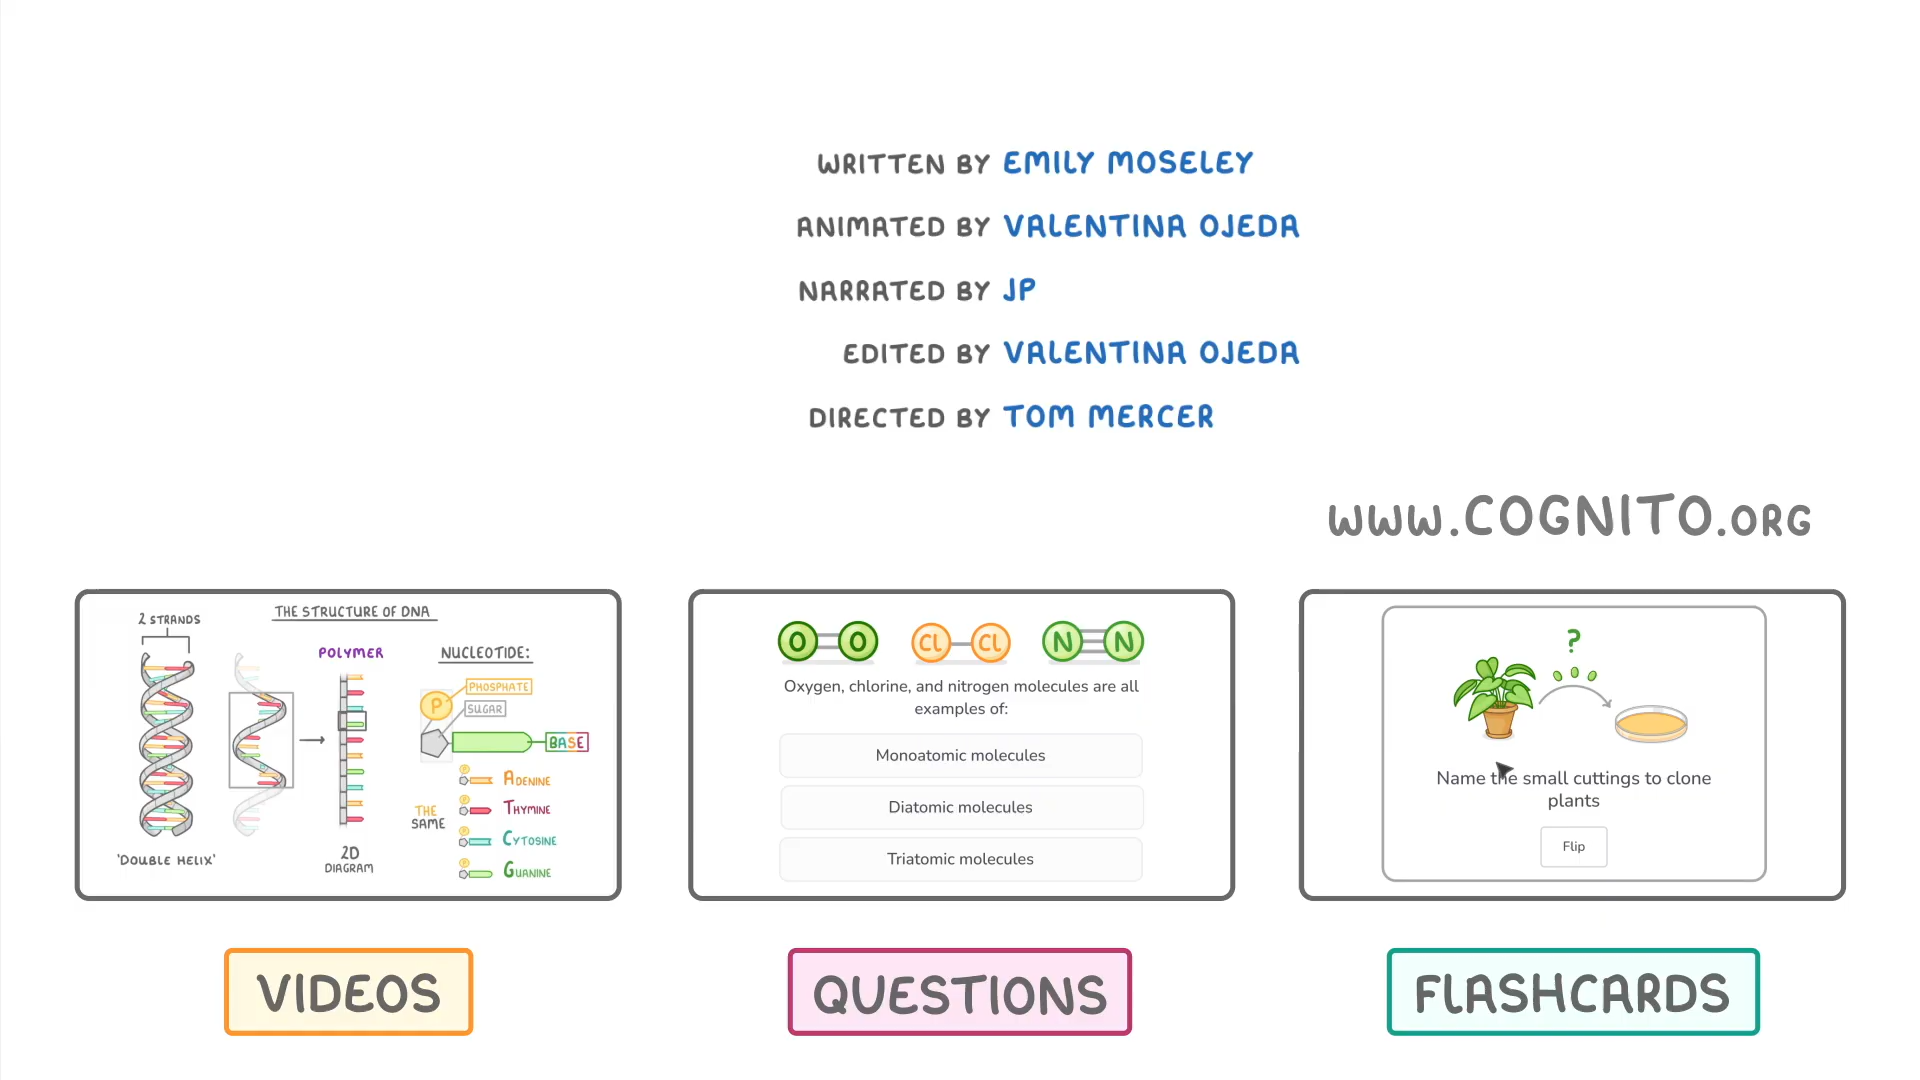 WRITTEN BY EMILY MOSELEY
ANIMATED BY VALENTINA OJEDA
NARRATED BY JP
EDITED BY VALENTINA OJEDA
DIRECTED BY TOM MERCER
www.COGNITO.ORG
THE STRUCTURE OF DNA
2 STRANDS
'DOUBLE HELIX'
POLYMER
2D
DIAGRAM
NUCLEOTIDE:
P
PHOSPHATE
SUGAR
BASE
THE
SAME
ADENINE
THYMINE
CYTOSINE
GUANINE
O O Cl Cl N N
Oxygen, chlorine, and nitrogen molecules are all
examples of:
Monoatomic molecules
Diatomic molecules
Triatomic molecules
?
Name the small cuttings to clone
plants
Flip
VIDEOS
QUESTIONS
FLASHCARDS